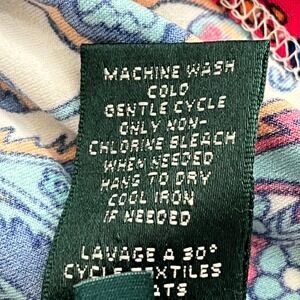 MACHINE WASH
COLD
GENTLE CYCLE
ONLY NON-
CHLORINE BLEACH
WHEN NEEDED
HANG TO DRY
COOL IRON
IF NEEDED
LAVAGE A 30°
CYCLE TEXTILES